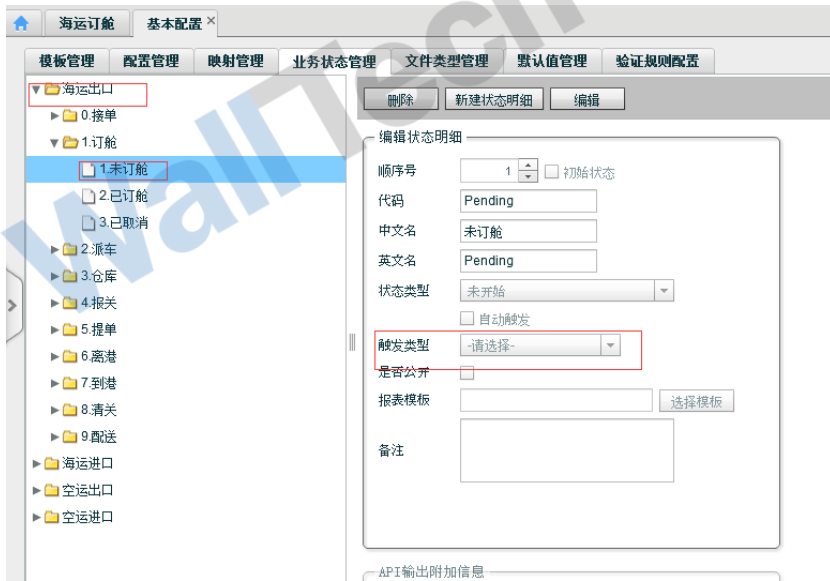 海运订舱 基本配置
模板管理 配置管理 映射管理 业务状态管理 文件类型管理 默认值管理 验证规则配置
海运出口
0.接单
1.订舱
1.未订舱
2.已订舱
3.已取消
2.派车
3.仓库
4.报关
5.提单
6.离港
7.到港
8.清关
9.配送
海运进口
空运出口
空运进口
删除 新建状态明细 编辑
编辑状态明细
顺序号 1 初始状态
代码 Pending
中文名 未订舱
英文名 Pending
状态类型 未开始
自动触发
触发类型 -请选择-
是否公开
报表模板 选择模板
备注
API输出附加信息
WallTech